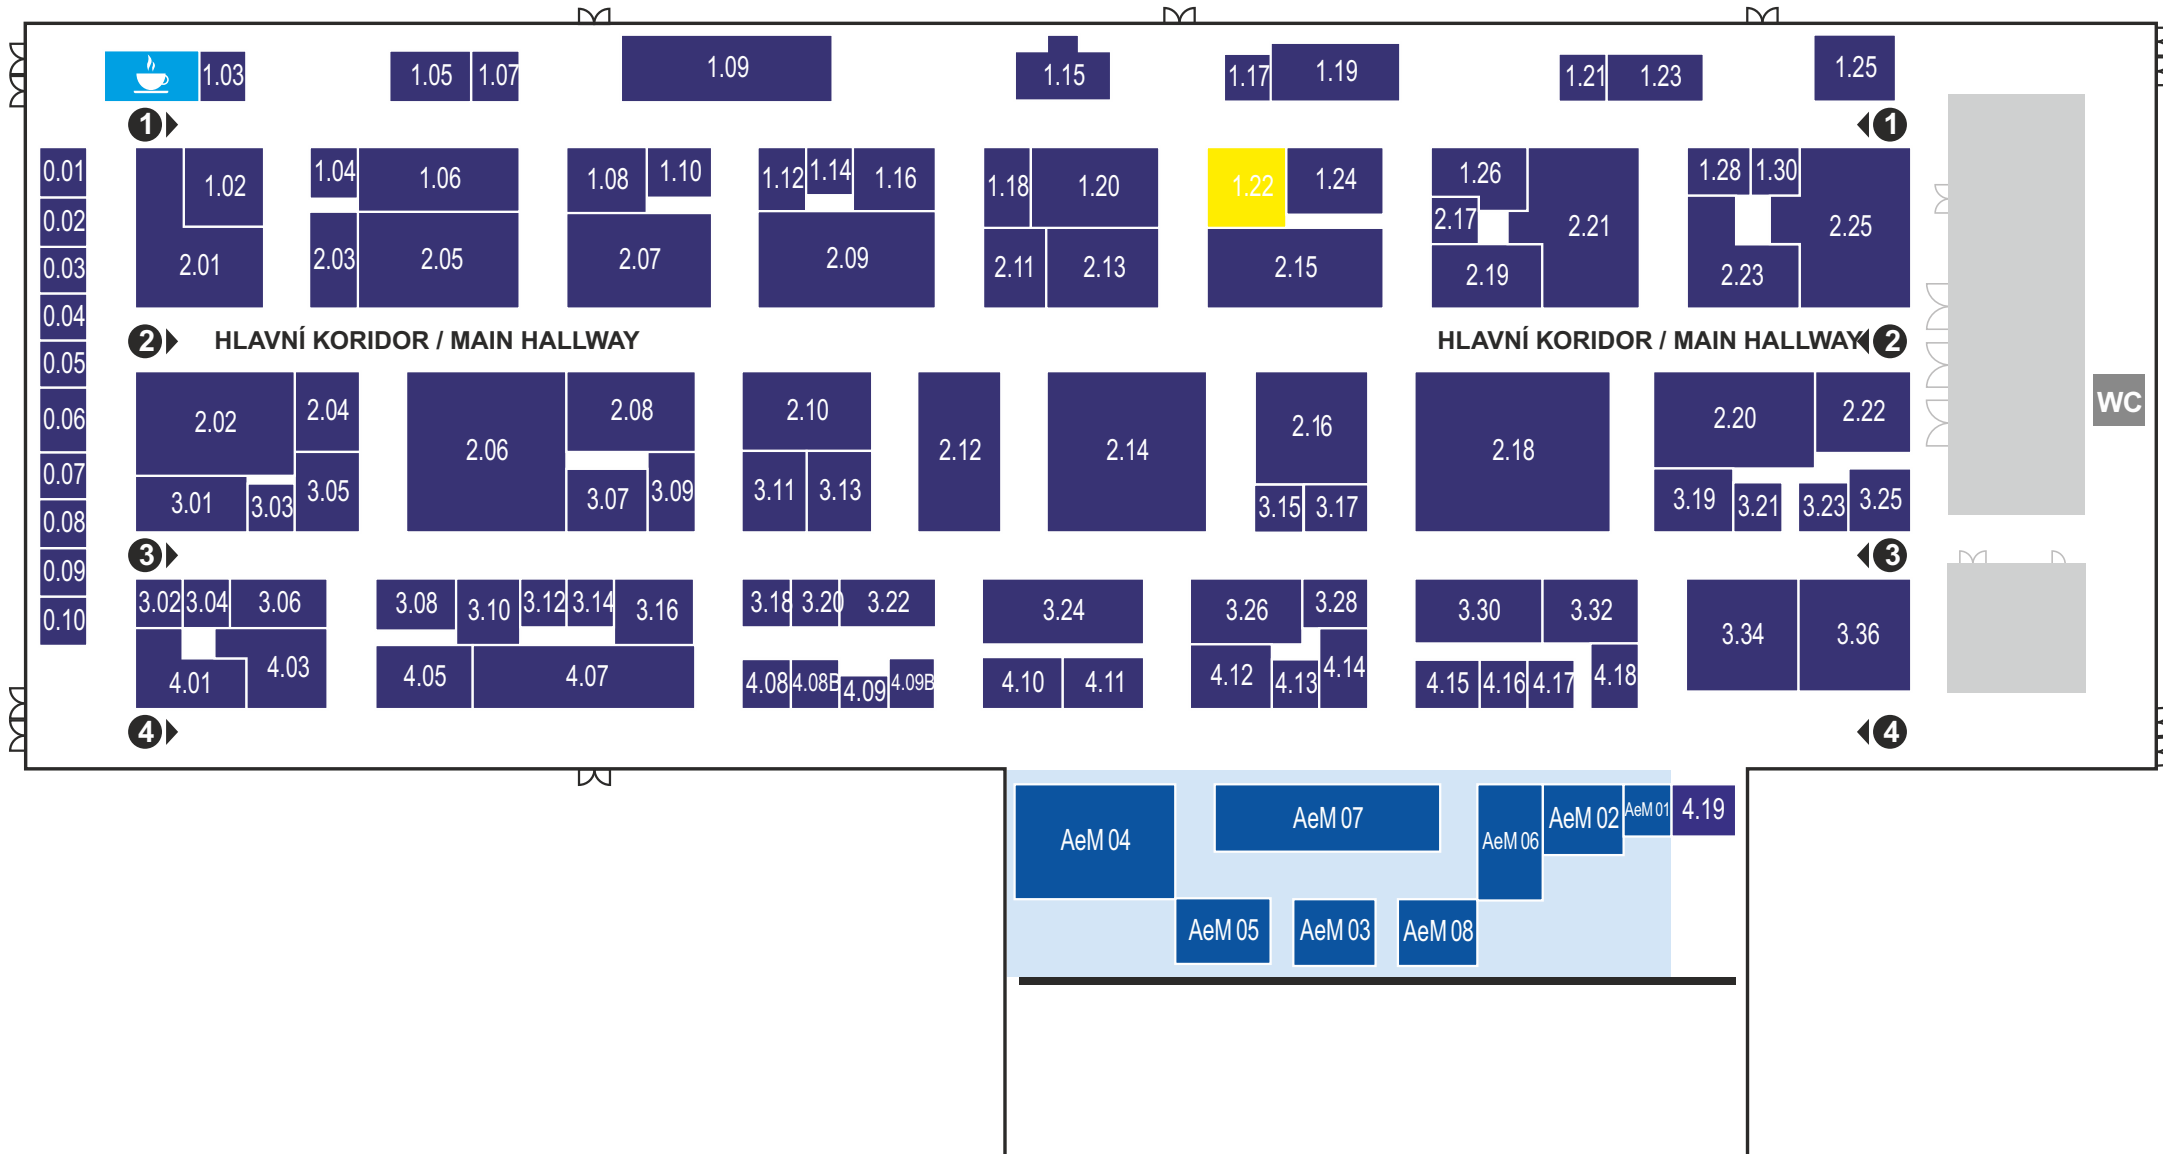 1.03 1.05 1.07 1.09 1.15 1.17 1.19 1.21 1.23 1.25
1 1
0.01 1.02 1.04 1.06 1.08 1.10 1.12 1.14 1.16 1.18 1.20 1.22 1.24 1.26 1.28 1.30
0.02 2.17 2.21 2.25
0.03 2.01 2.03 2.05 2.07 2.09 2.11 2.13 2.15 2.19 2.23
0.04
2 HLAVNÍ KORIDOR / MAIN HALLWAY HLAVNÍ KORIDOR / MAIN HALLWAY 2
0.05
0.06 2.02 2.04 2.06 2.08 2.10 2.12 2.14 2.16 2.18 2.20 2.22 WC
0.07 3.01 3.03 3.05 3.07 3.09 3.11 3.13 3.15 3.17 3.19 3.21 3.23 3.25
0.08
3 3
0.09
3.02 3.04 3.06 3.08 3.10 3.12 3.14 3.16 3.18 3.20 3.22 3.24 3.26 3.28 3.30 3.32 3.34 3.36
0.10
4.01 4.03 4.05 4.07 4.08 4.08B 4.09 4.09B 4.10 4.11 4.12 4.13 4.14 4.15 4.16 4.17 4.18
4 4
AeM 04 AeM 07 AeM 06 AeM 02 AeM 01 4.19
AeM 05 AeM 03 AeM 08